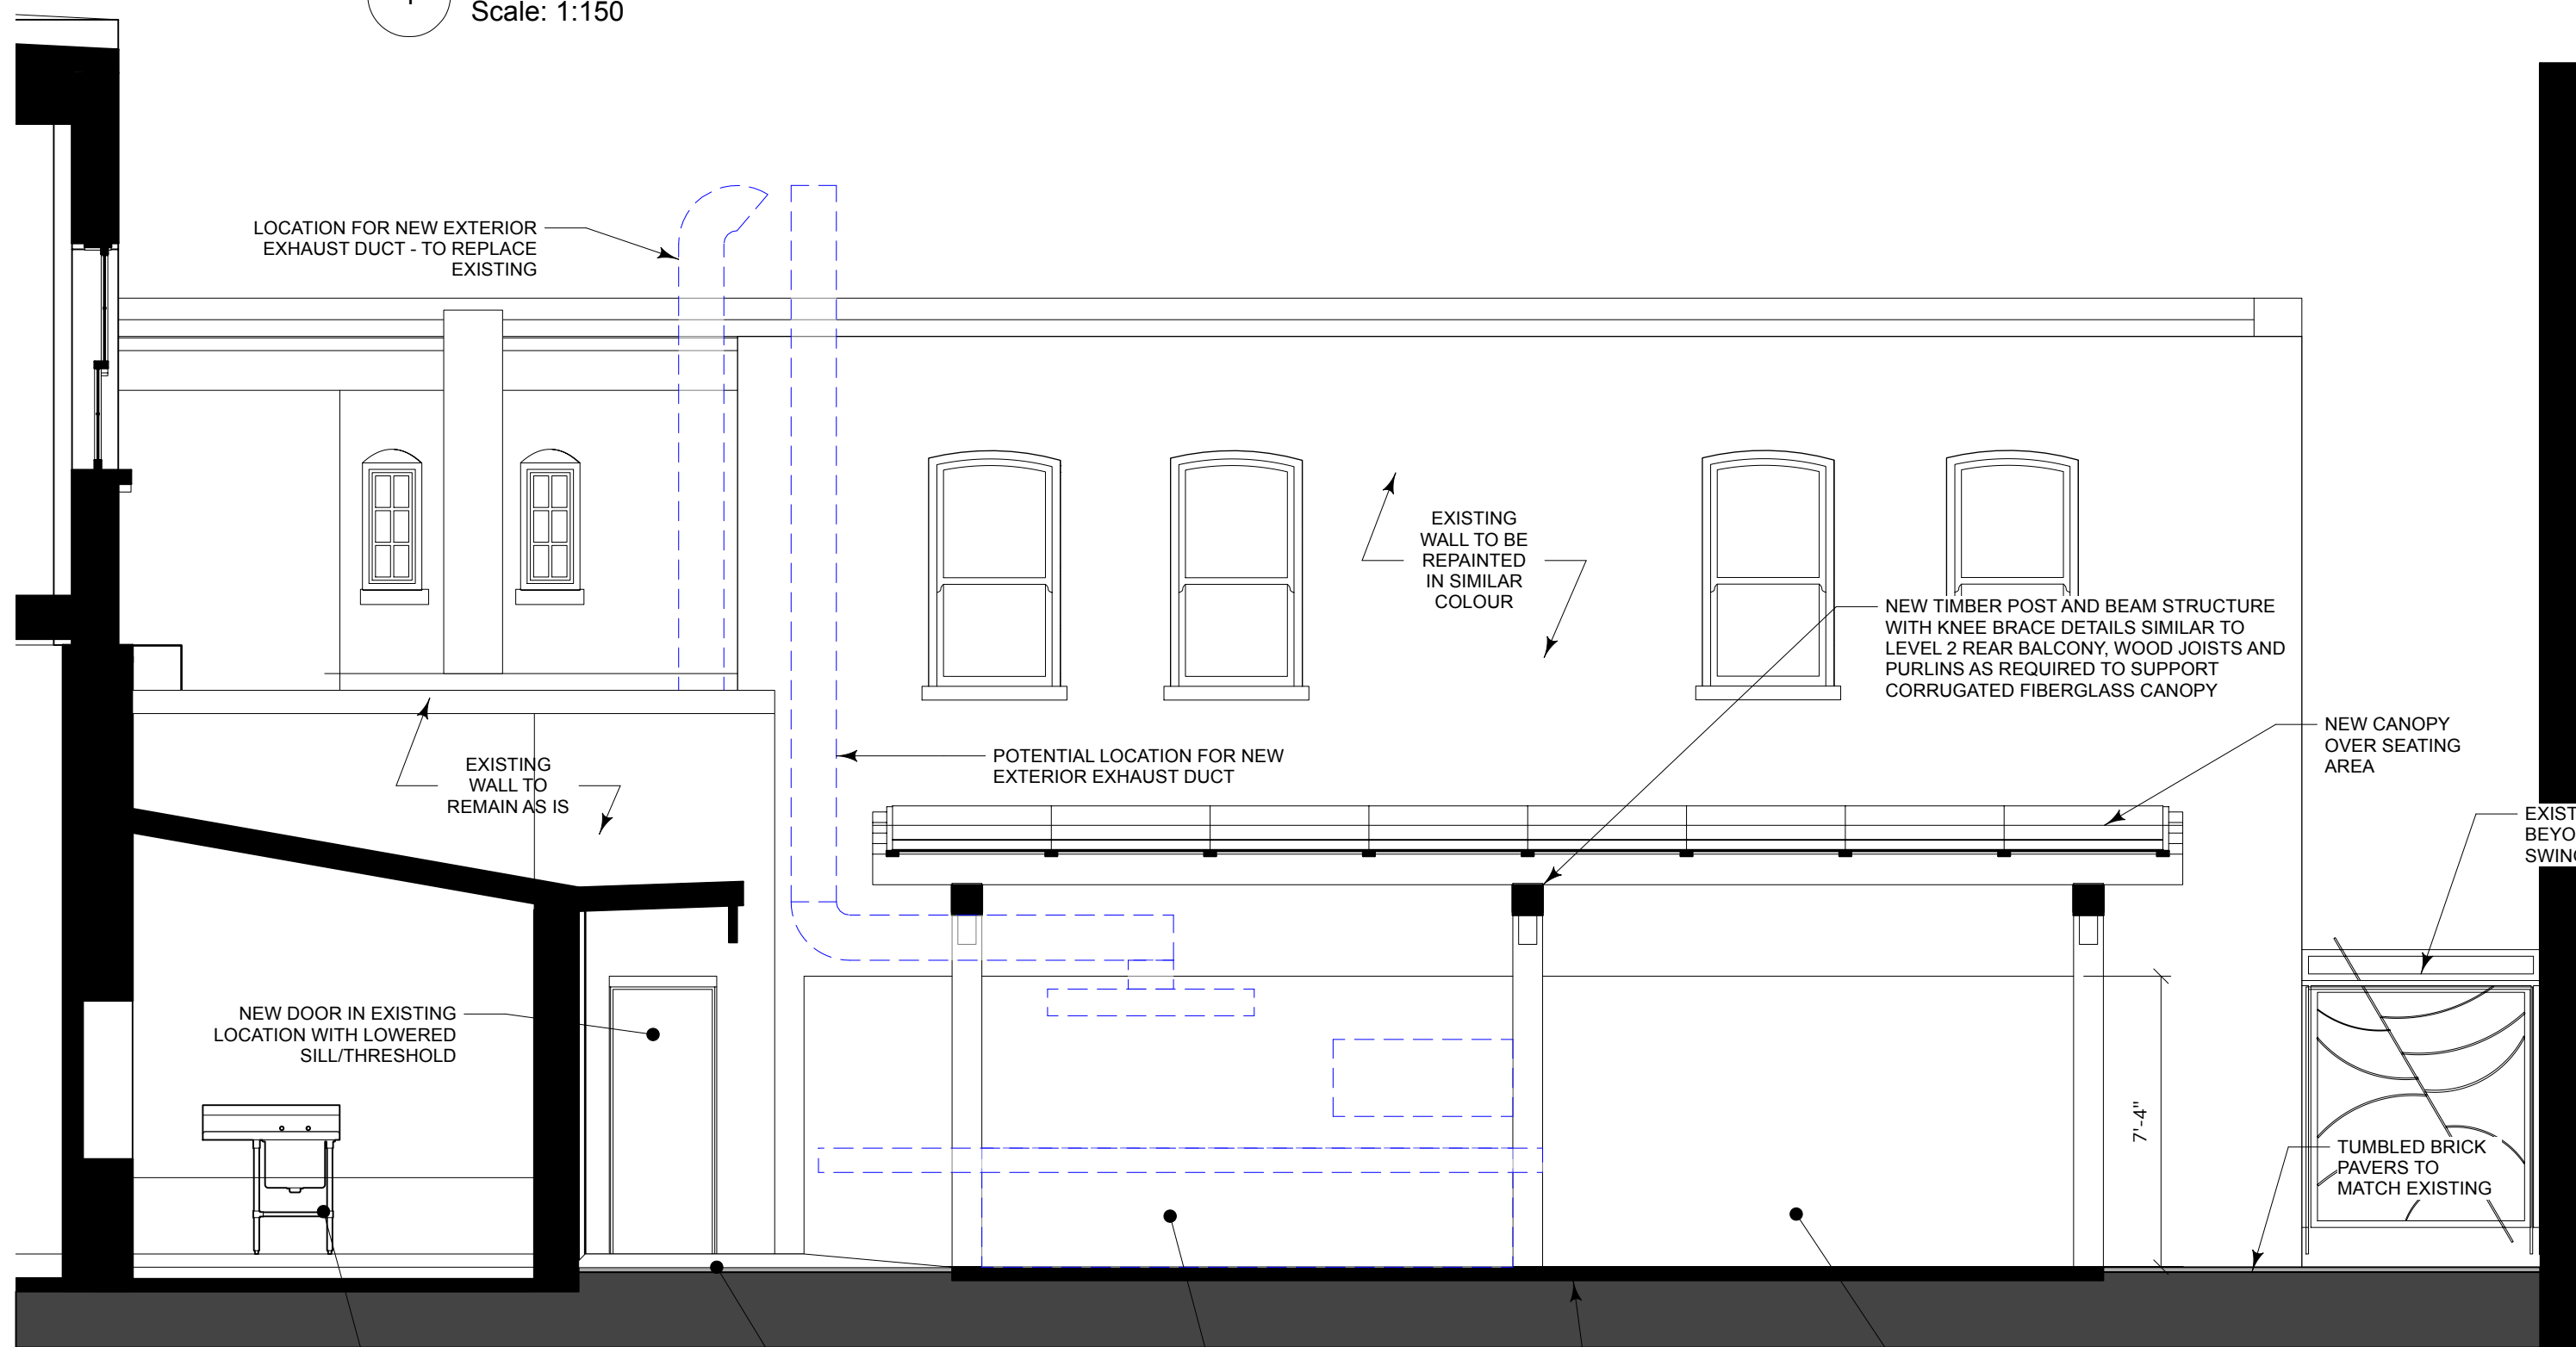 Scale: 1:150
LOCATION FOR NEW EXTERIOR
EXHAUST DUCT - TO REPLACE
EXISTING
EXISTING
WALL TO BE
REPAINTED
IN SIMILAR
COLOUR
NEW TIMBER POST AND BEAM STRUCTURE
WITH KNEE BRACE DETAILS SIMILAR TO
LEVEL 2 REAR BALCONY, WOOD JOISTS AND
PURLINS AS REQUIRED TO SUPPORT
CORRUGATED FIBERGLASS CANOPY
NEW CANOPY
OVER SEATING
AREA
POTENTIAL LOCATION FOR NEW
EXTERIOR EXHAUST DUCT
EXISTING
WALL TO
REMAIN AS IS
EXIST
BEYO
SWING
NEW DOOR IN EXISTING
LOCATION WITH LOWERED
SILL/THRESHOLD
7'-4"
TUMBLED BRICK
PAVERS TO
MATCH EXISTING